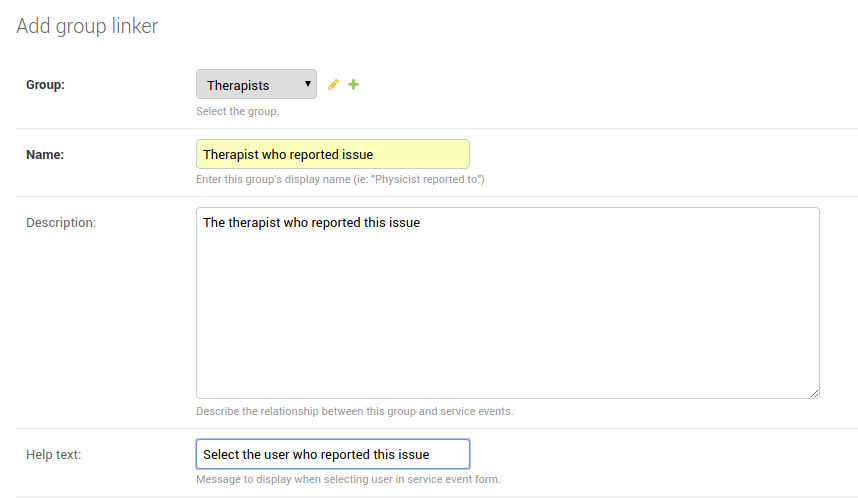 Add group linker
Group:
Therapists
Select the group.
Name:
Therapist who reported issue
Enter this group's display name (ie: "Physicist reported to")
Description:
The therapist who reported this issue
Describe the relationship between this group and service events.
Help text:
Select the user who reported this issue
Message to display when selecting user in service event form.